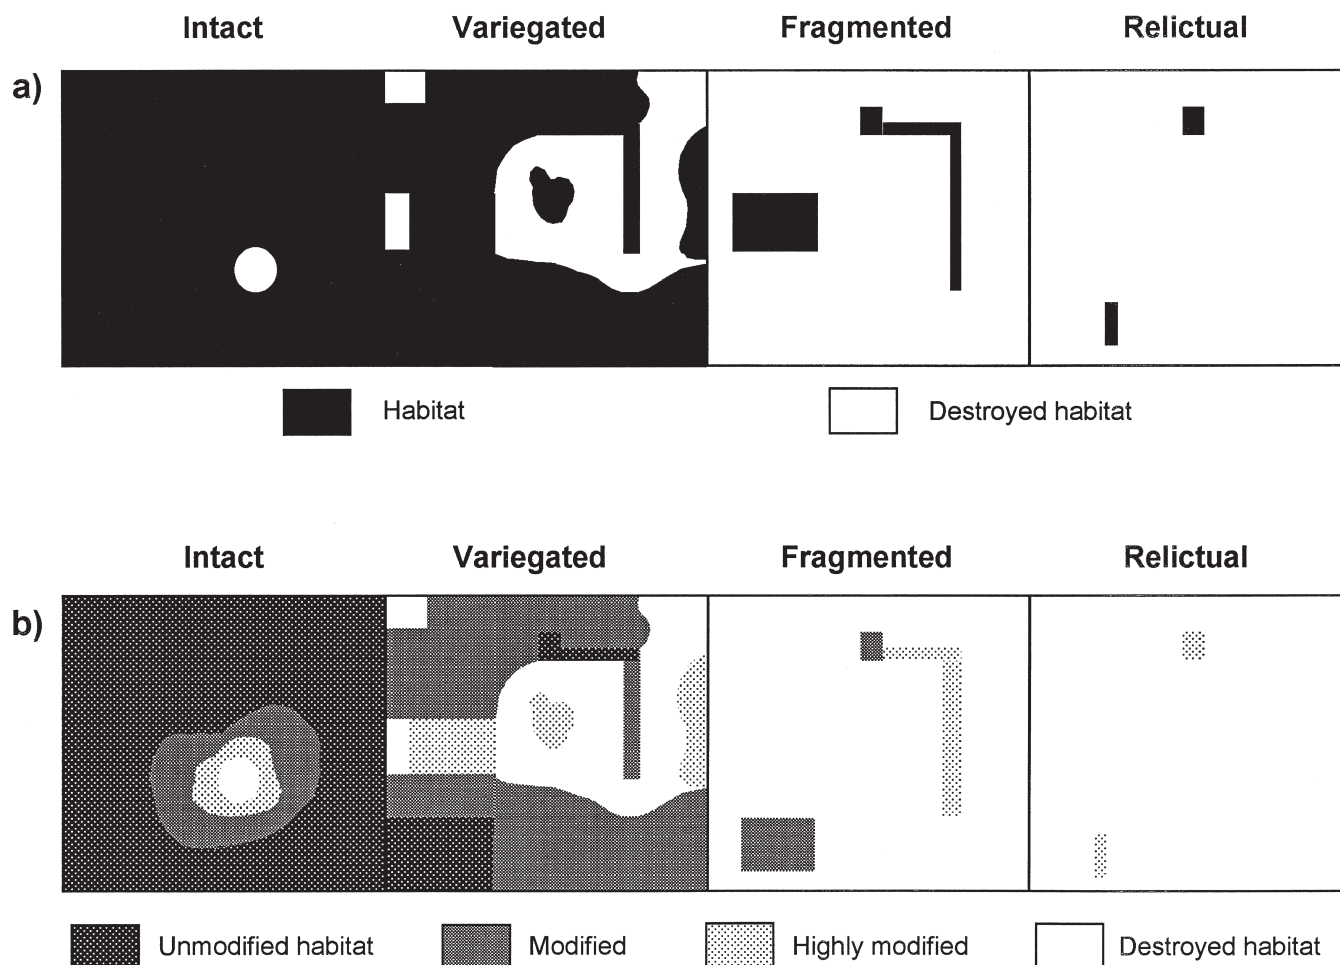 Intact Variegated Fragmented Relictual
a)
Habitat Destroyed habitat
Intact Variegated Fragmented Relictual
b)
Unmodified habitat Modified Highly modified Destroyed habitat